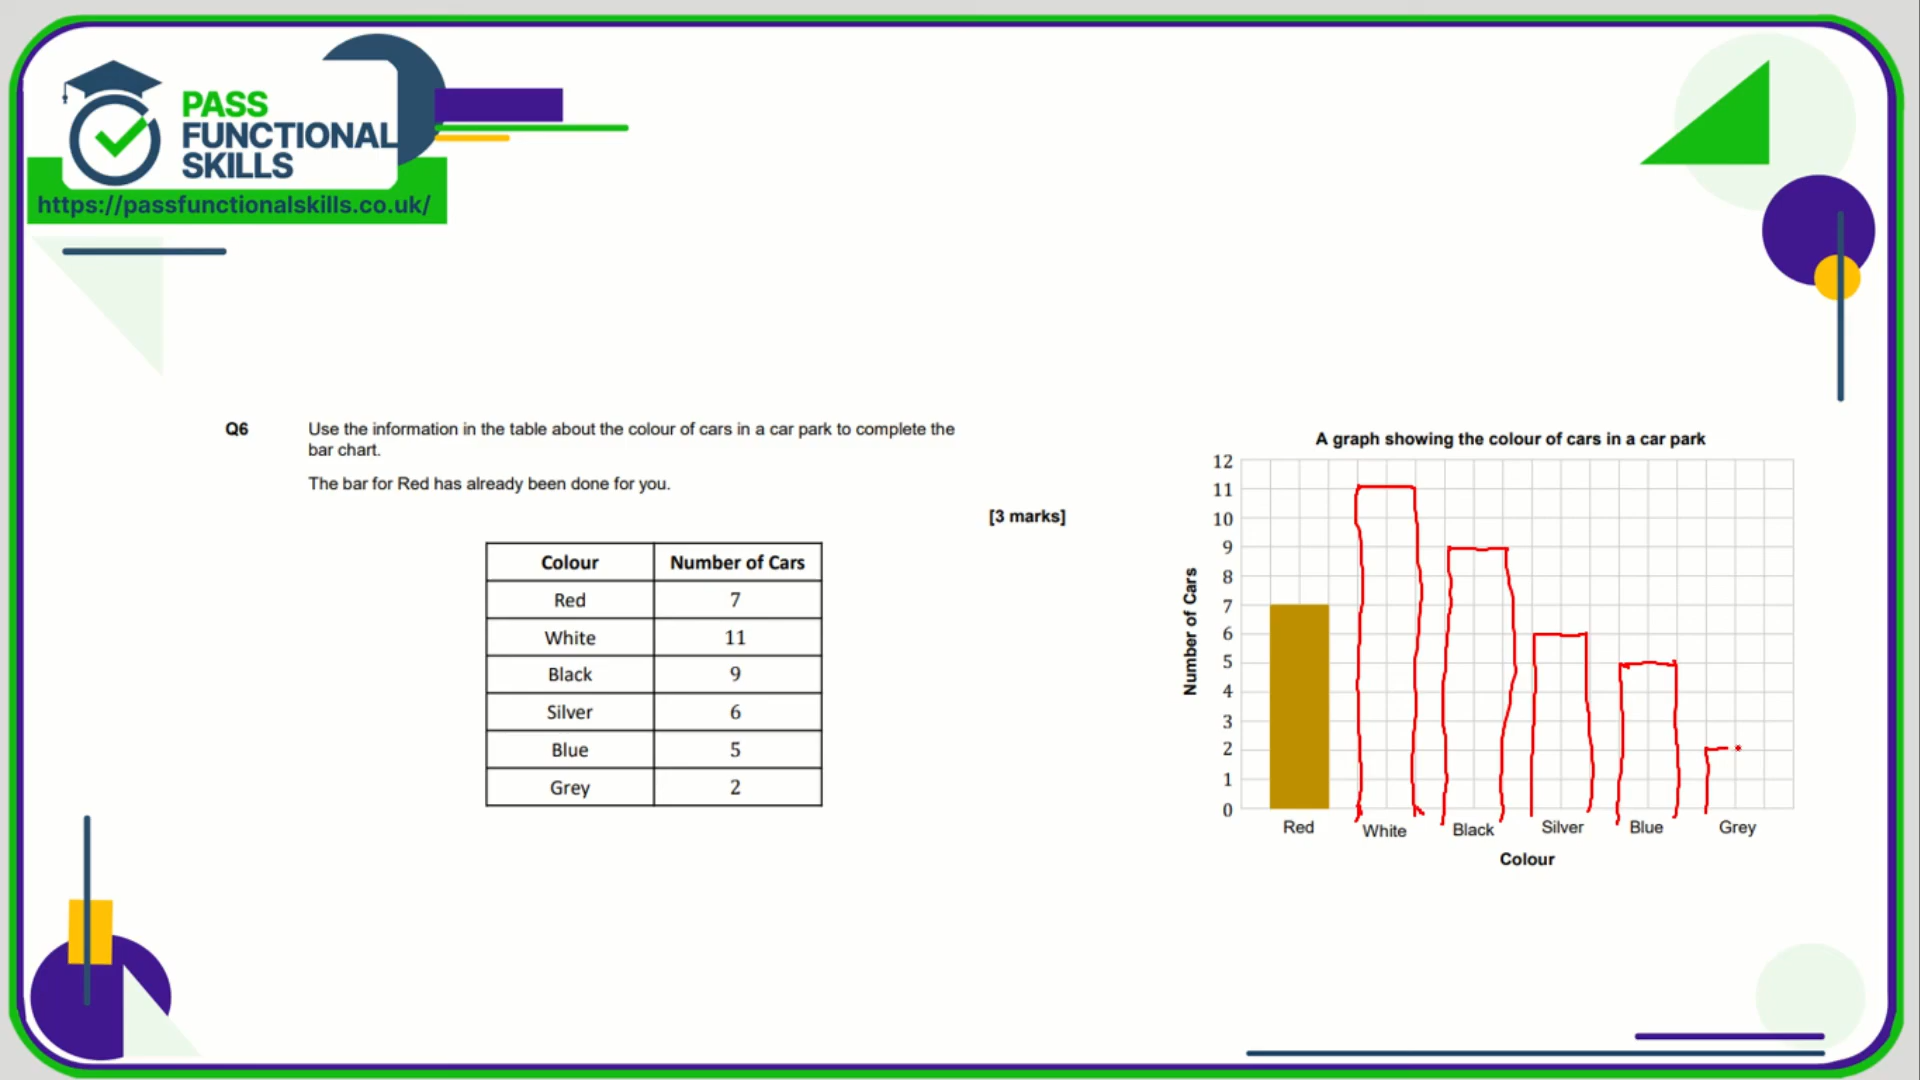 PASS
FUNCTIONAL
SKILLS
https://passfunctionalskills.co.uk/
Q6 Use the information in the table about the colour of cars in a car park to complete the
bar chart.
The bar for Red has already been done for you.
[3 marks]
Colour Number of Cars
Red 7
White 11
Black 9
Silver 6
Blue 5
Grey 2
A graph showing the colour of cars in a car park
Number of Cars
12
11
10
9
8
7
6
5
4
3
2
1
0
Red White Black Silver Blue Grey
Colour